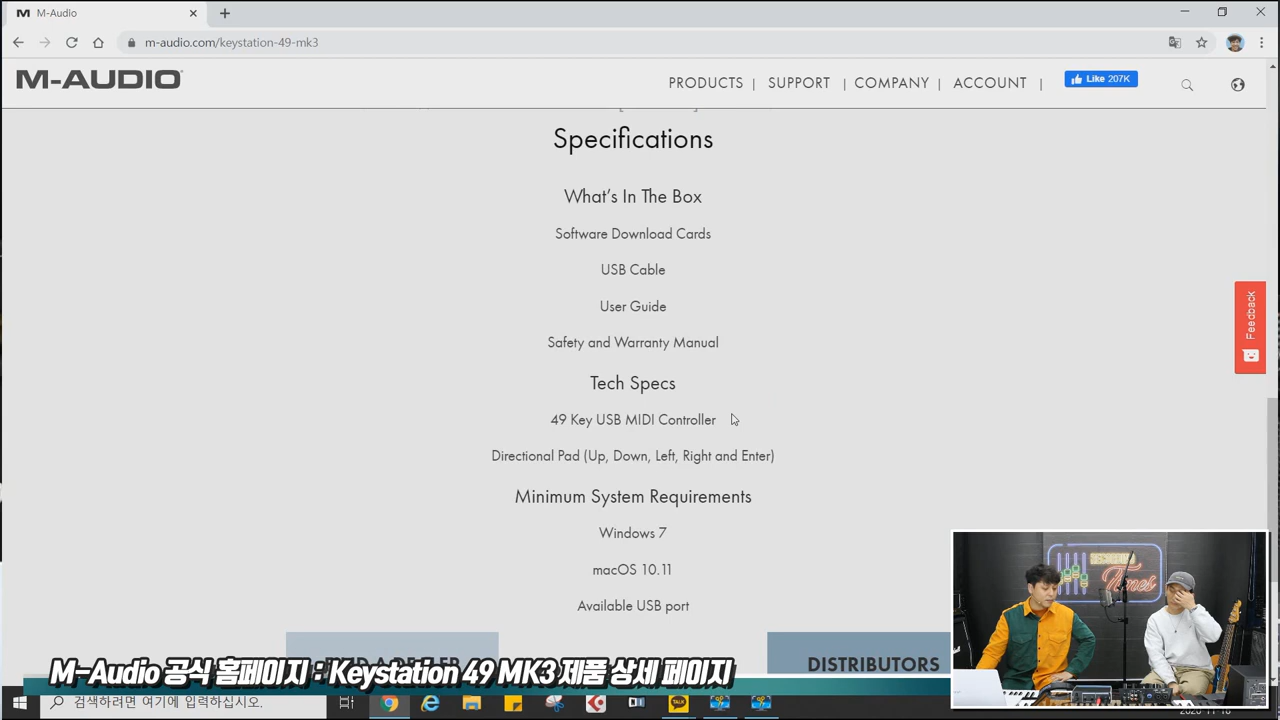 M-Audio
m-audio.com/keystation-49-mk3
M-AUDIO
PRODUCTS | SUPPORT | COMPANY | ACCOUNT |
Like 207K
Specifications
What's In The Box
Software Download Cards
USB Cable
User Guide
Safety and Warranty Manual
Feedback
Tech Specs
49 Key USB MIDI Controller
Directional Pad (Up, Down, Left, Right and Enter)
Minimum System Requirements
Windows 7
macOS 10.11
Available USB port
Times
DISTRIBUTORS
M-Audio 공식 홈페이지 : Keystation 49 MK3 제품 상세 페이지
검색하려면 여기에 입력하십시오.
TALK